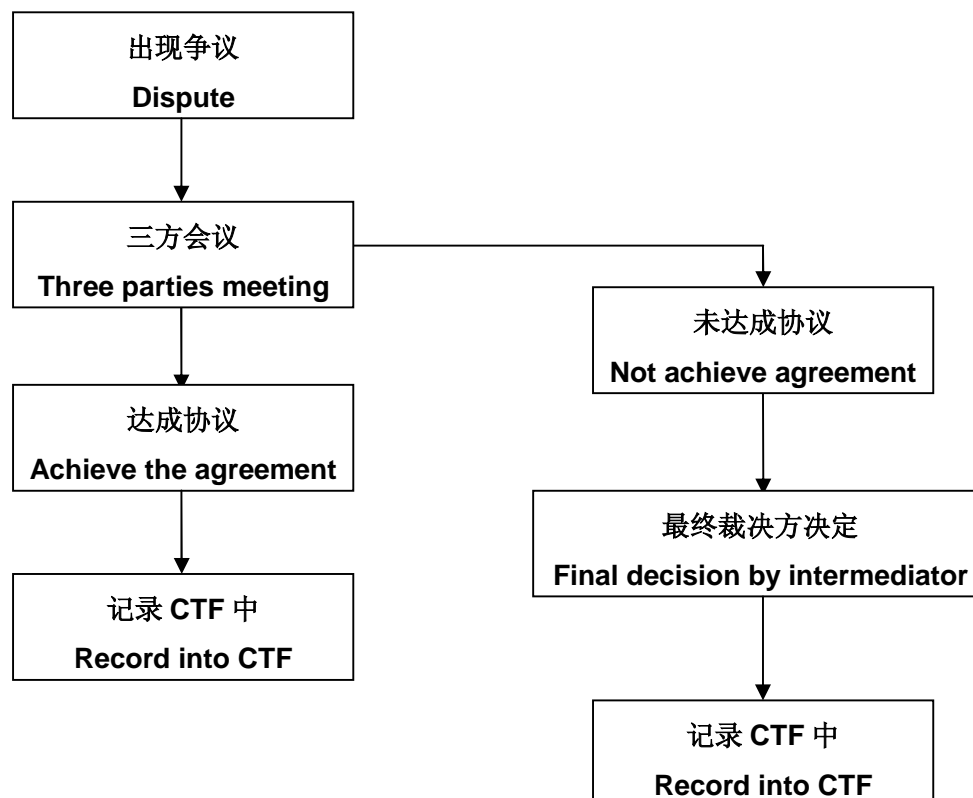 出现争议
Dispute
三方会议
Three parties meeting
未达成协议
Not achieve agreement
达成协议
Achieve the agreement
最终裁决方决定
Final decision by intermediator
记录 CTF 中
Record into CTF
记录 CTF 中
Record into CTF